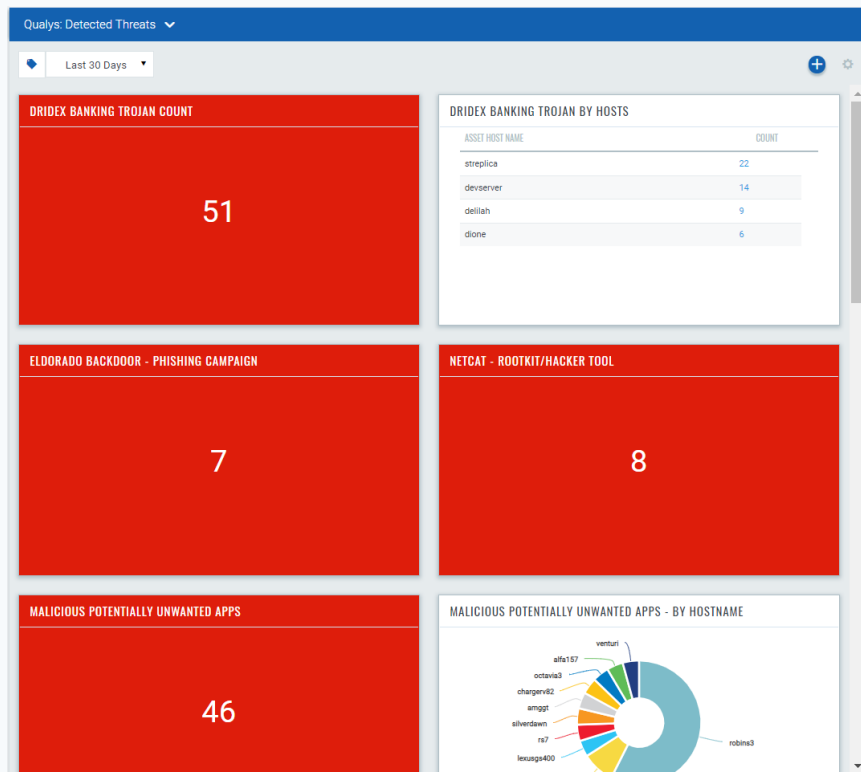 Qualys: Detected Threats
Last 30 Days
DRIDEX BANKING TROJAN COUNT
51
DRIDEX BANKING TROJAN BY HOSTS
ASSET HOST NAME COUNT
streplica 22
devserver 14
delilah 9
dione 6
ELDORADO BACKDOOR - PHISHING CAMPAIGN
7
NETCAT - ROOTKIT/HACKER TOOL
8
MALICIOUS POTENTIALLY UNWANTED APPS
46
MALICIOUS POTENTIALLY UNWANTED APPS - BY HOSTNAME
venturi
alfa157
octavia3
chargerv82
amggt
silverdawn
rs7
lexusgs400
robins3